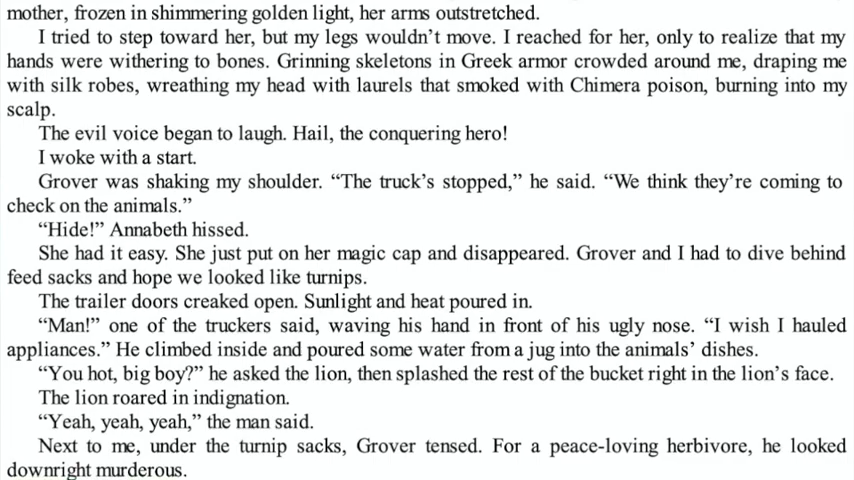 mother, frozen in shimmering golden light, her arms outstretched.
I tried to step toward her, but my legs wouldn’t move. I reached for her, only to realize that my
hands were withering to bones. Grinning skeletons in Greek armor crowded around me, draping me
with silk robes, wreathing my head with laurels that smoked with Chimera poison, burning into my
scalp.
The evil voice began to laugh. Hail, the conquering hero!
I woke with a start.
Grover was shaking my shoulder. “The truck’s stopped,” he said. “We think they’re coming to
check on the animals.”
“Hide!” Annabeth hissed.
She had it easy. She just put on her magic cap and disappeared. Grover and I had to dive behind
feed sacks and hope we looked like turnips.
The trailer doors creaked open. Sunlight and heat poured in.
“Man!” one of the truckers said, waving his hand in front of his ugly nose. “I wish I hauled
appliances.” He climbed inside and poured some water from a jug into the animals’ dishes.
“You hot, big boy?” he asked the lion, then splashed the rest of the bucket right in the lion’s face.
The lion roared in indignation.
“Yeah, yeah, yeah,” the man said.
Next to me, under the turnip sacks, Grover tensed. For a peace-loving herbivore, he looked
downright murderous.